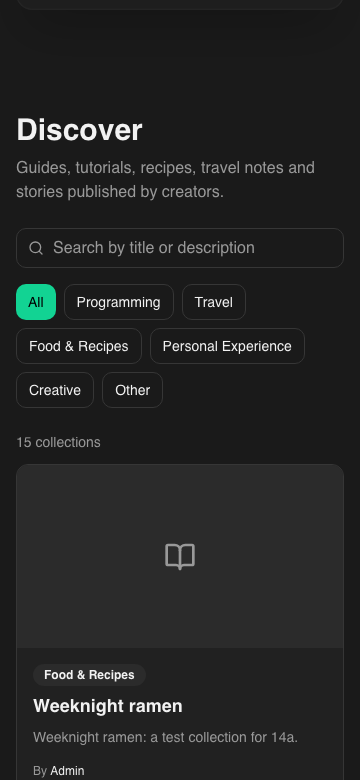 Discover
Guides, tutorials, recipes, travel notes and
stories published by creators.
Search by title or description
All
Programming
Travel
Food & Recipes
Personal Experience
Creative
Other
15 collections
Food & Recipes
Weeknight ramen
Weeknight ramen: a test collection for 14a.
By Admin